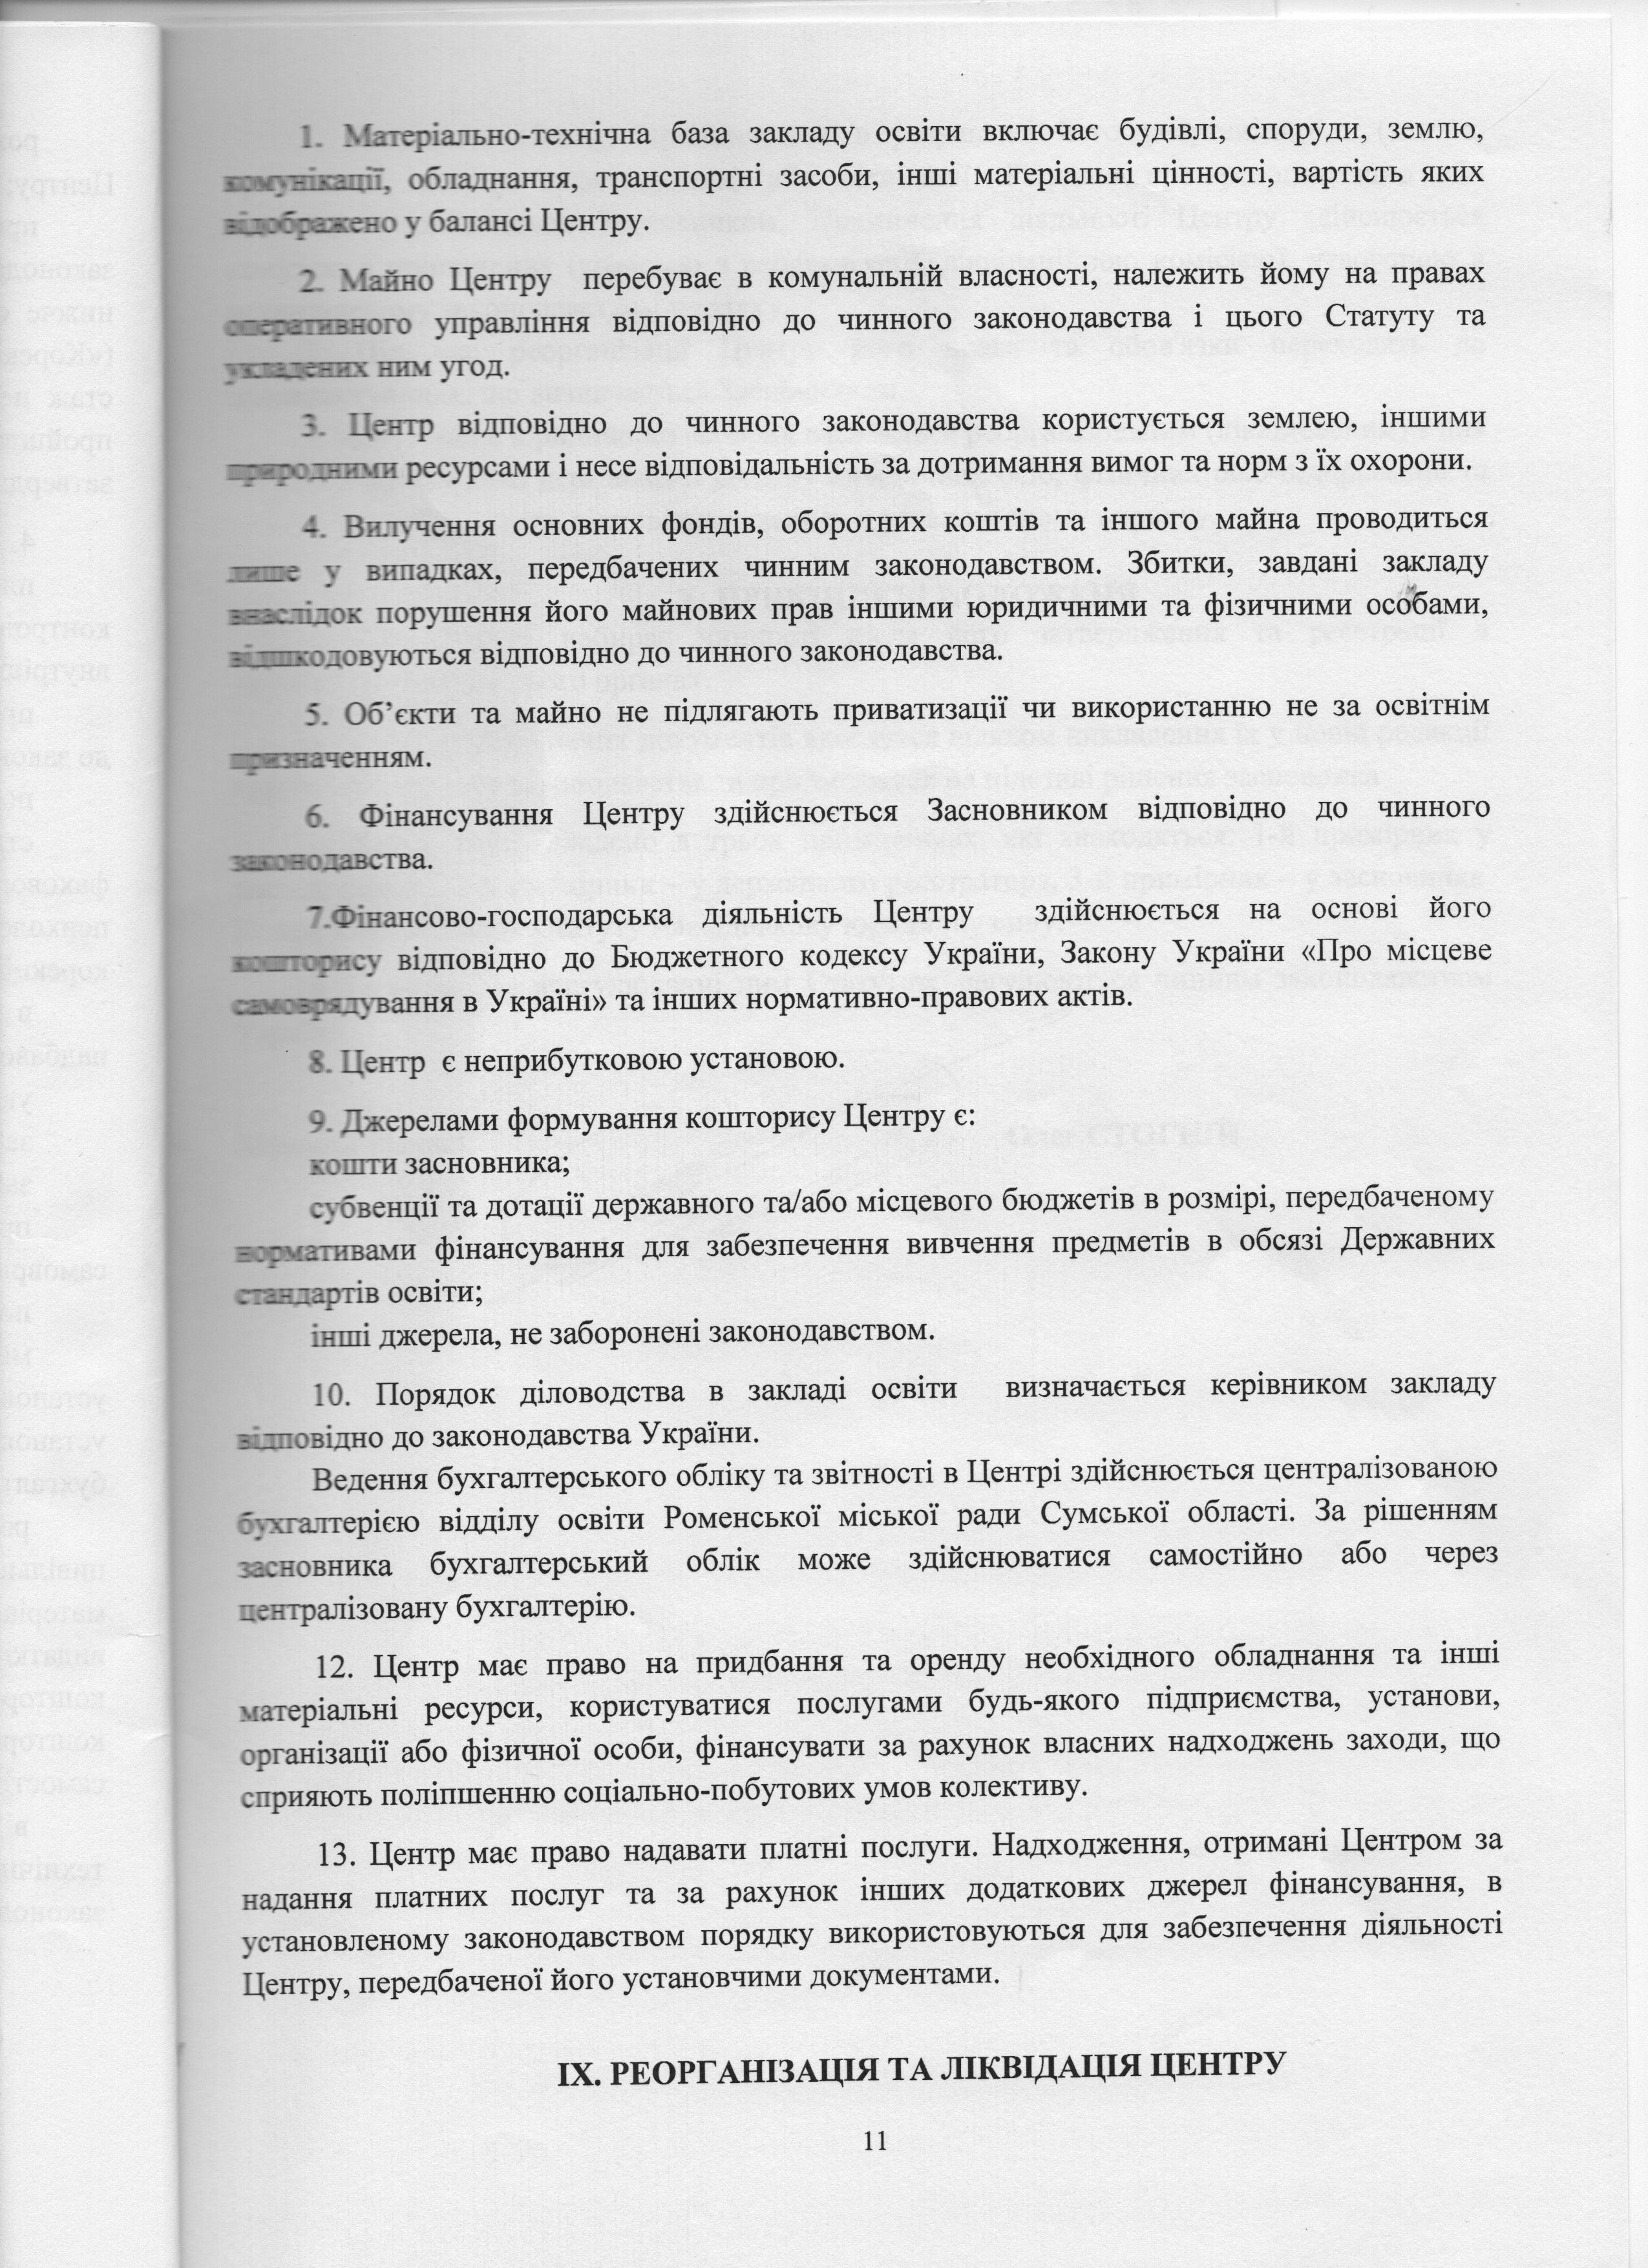 1. Матеріально-технічна база закладу освіти включає будівлі, споруди, землю,
комунікації, обладнання, транспортні засоби, інші матеріальні цінності, вартість яких
відображено у балансі Центру.
2. Майно Центру перебуває в комунальній власності, належить йому на правах
оперативного управління відповідно до чинного законодавства і цього Статуту та
укладених ним угод.
3. Центр відповідно до чинного законодавства користується землею, іншими
природними ресурсами і несе відповідальність за дотримання вимог та норм з їх охорони.
4. Вилучення основних фондів, оборотних коштів та іншого майна проводиться
лише у випадках, передбачених чинним законодавством. Збитки, завдані закладу
внаслідок порушення його майнових прав іншими юридичними та фізичними особами,
відшкодовуються відповідно до чинного законодавства.
5. Об’єкти та майно не підлягають приватизації чи використанню не за освітнім
призначенням.
6. Фінансування Центру здійснюється Засновником відповідно до чинного
законодавства.
7.Фінансово-господарська діяльність Центру здійснюється на основі його
кошторису відповідно до Бюджетного кодексу України, Закону України «Про місцеве
самоврядування в Україні» та інших нормативно-правових актів.
8. Центр є неприбутковою установою.
9. Джерелами формування кошторису Центру є:
кошти засновника;
субвенції та дотації державного та/або місцевого бюджетів в розмірі, передбаченому
нормативами фінансування для забезпечення вивчення предметів в обсязі Державних
стандартів освіти;
інші джерела, не заборонені законодавством.
10. Порядок діловодства в закладі освіти визначається керівником закладу
відповідно до законодавства України.
Ведення бухгалтерського обліку та звітності в Центрі здійснюється централізованою
бухгалтерією відділу освіти Роменської міської ради Сумської області. За рішенням
засновника бухгалтерський облік може здійснюватися самостійно або через
централізовану бухгалтерію.
12. Центр має право на придбання та оренду необхідного обладнання та інші
матеріальні ресурси, користуватися послугами будь-якого підприємства, установи,
організації або фізичної особи, фінансувати за рахунок власних надходжень заходи, що
сприяють поліпшенню соціально-побутових умов колективу.
13. Центр має право надавати платні послуги. Надходження, отримані Центром за
надання платних послуг та за рахунок інших додаткових джерел фінансування, в
установленому законодавством порядку використовуються для забезпечення діяльності
Центру, передбаченої його установчими документами.
IX. РЕОРГАНІЗАЦІЯ ТА ЛІКВІДАЦІЯ ЦЕНТРУ
11